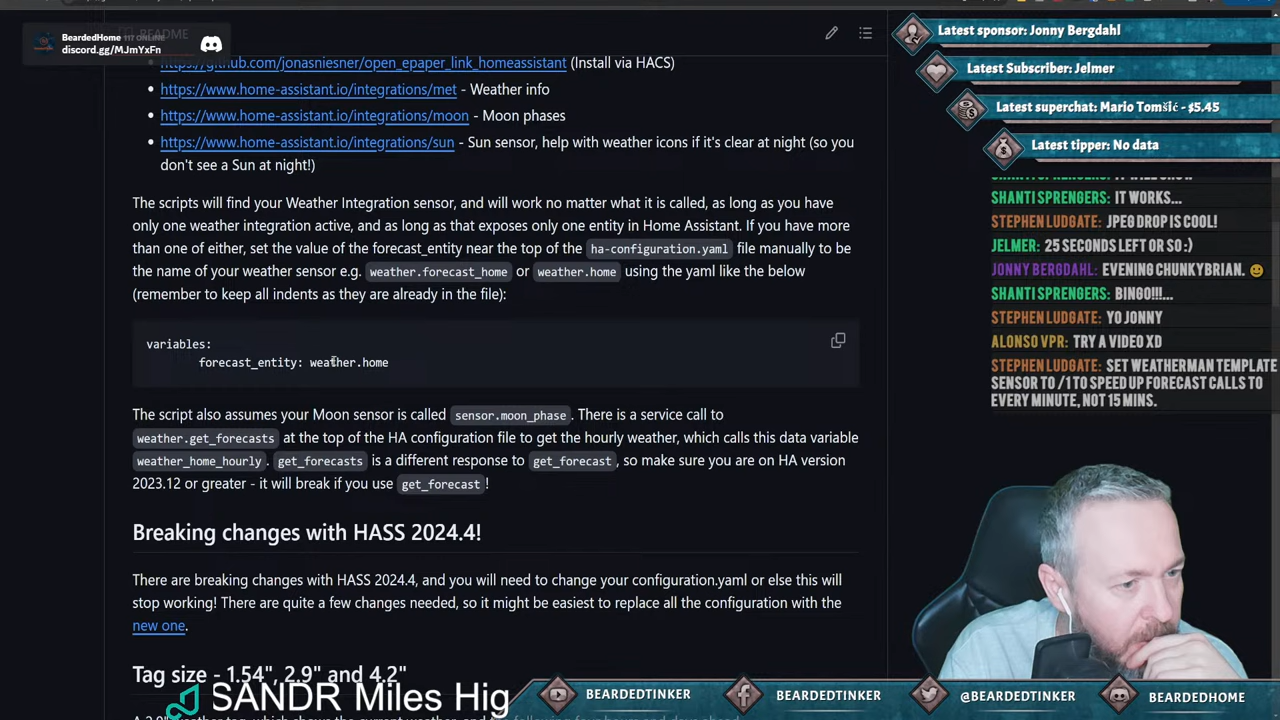 BEARDEDHOME 117 ONLINE
discord.gg/MJmYxFn
README
https://github.com/jonasniesner/open_epaper_link_homeassistant (Install via HACS)
https://www.home-assistant.io/integrations/met - Weather info
https://www.home-assistant.io/integrations/moon - Moon phases
https://www.home-assistant.io/integrations/sun - Sun sensor, help with weather icons if it's clear at night (so you
don't see a Sun at night!)
The scripts will find your Weather Integration sensor, and will work no matter what it is called, as long as you have
only one weather integration active, and as long as that exposes only one entity in Home Assistant. If you have more
than one of either, set the value of the forecast_entity near the top of the ha-configuration.yaml file manually to be
the name of your weather sensor e.g. weather.forecast_home or weather.home using the yaml like the below
(remember to keep all indents as they are already in the file):
variables:
forecast_entity: weather.home
The script also assumes your Moon sensor is called sensor.moon_phase. There is a service call to
weather.get_forecasts at the top of the HA configuration file to get the hourly weather, which calls this data variable
weather_home_hourly. get_forecasts is a different response to get_forecast, so make sure you are on HA version
2023.12 or greater - it will break if you use get_forecast!
Breaking changes with HASS 2024.4!
There are breaking changes with HASS 2024.4, and you will need to change your configuration.yaml or else this will
stop working! There are quite a few changes needed, so it might be easiest to replace all the configuration with the
new one.
Tag size - 1.54", 2.9" and 4.2"
SANDR Miles Hig
Latest sponsor: Jonny Bergdahl
Latest Subscriber: Jelmer
Latest superchat: Mario Tomšić - $5.45
Latest tipper: No data
SHANTI SPRENGERS: IT WILL SHOW
SHANTI SPRENGERS: IT WORKS...
STEPHEN LUDGATE: JPEG DROP IS COOL!
JELMER: 25 SECONDS LEFT OR SO :)
JONNY BERGDAHL: EVENING CHUNKYBRIAN. 😀
SHANTI SPRENGERS: BINGO!!!...
STEPHEN LUDGATE: YO JONNY
ALONSO VPR: TRY A VIDEO XD
STEPHEN LUDGATE: SET WEATHERMAN TEMPLATE
SENSOR TO /1 TO SPEED UP FORECAST CALLS TO
EVERY MINUTE, NOT 15 MINS.
BEARDEDTINKER
BEARDEDTINKER
@BEARDEDTINKER
BEARDEDHOME